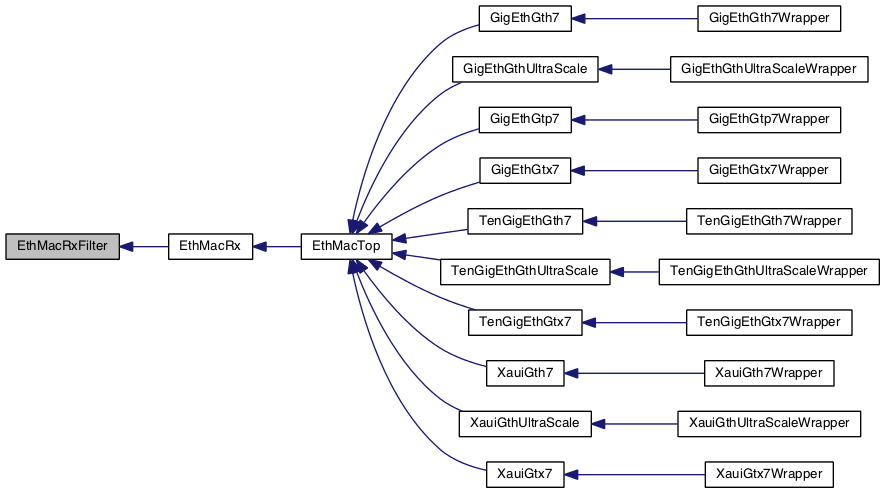 GigEthGth7
GigEthGth7Wrapper
GigEthGthUltraScale
GigEthGthUltraScaleWrapper
GigEthGtp7
GigEthGtp7Wrapper
GigEthGtx7
GigEthGtx7Wrapper
TenGigEthGth7
TenGigEthGth7Wrapper
EthMacRxFilter
EthMacRx
EthMacTop
TenGigEthGthUltraScale
TenGigEthGthUltraScaleWrapper
TenGigEthGtx7
TenGigEthGtx7Wrapper
XauiGth7
XauiGth7Wrapper
XauiGthUltraScale
XauiGthUltraScaleWrapper
XauiGtx7
XauiGtx7Wrapper